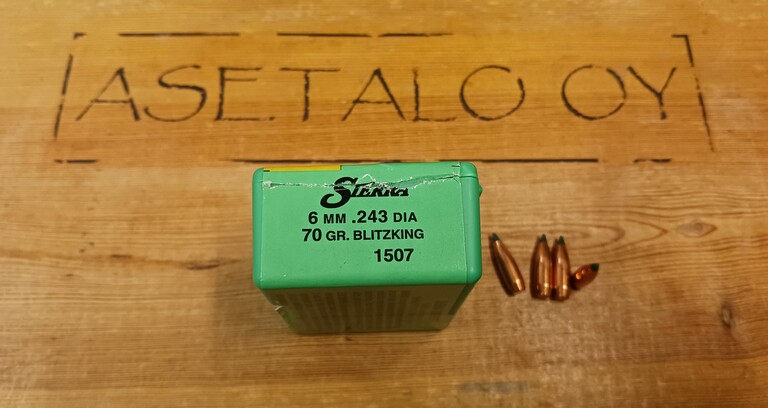 ASETALO OY
Sierra
6 MM .243 DIA
70 GR. BLITZKING
1507